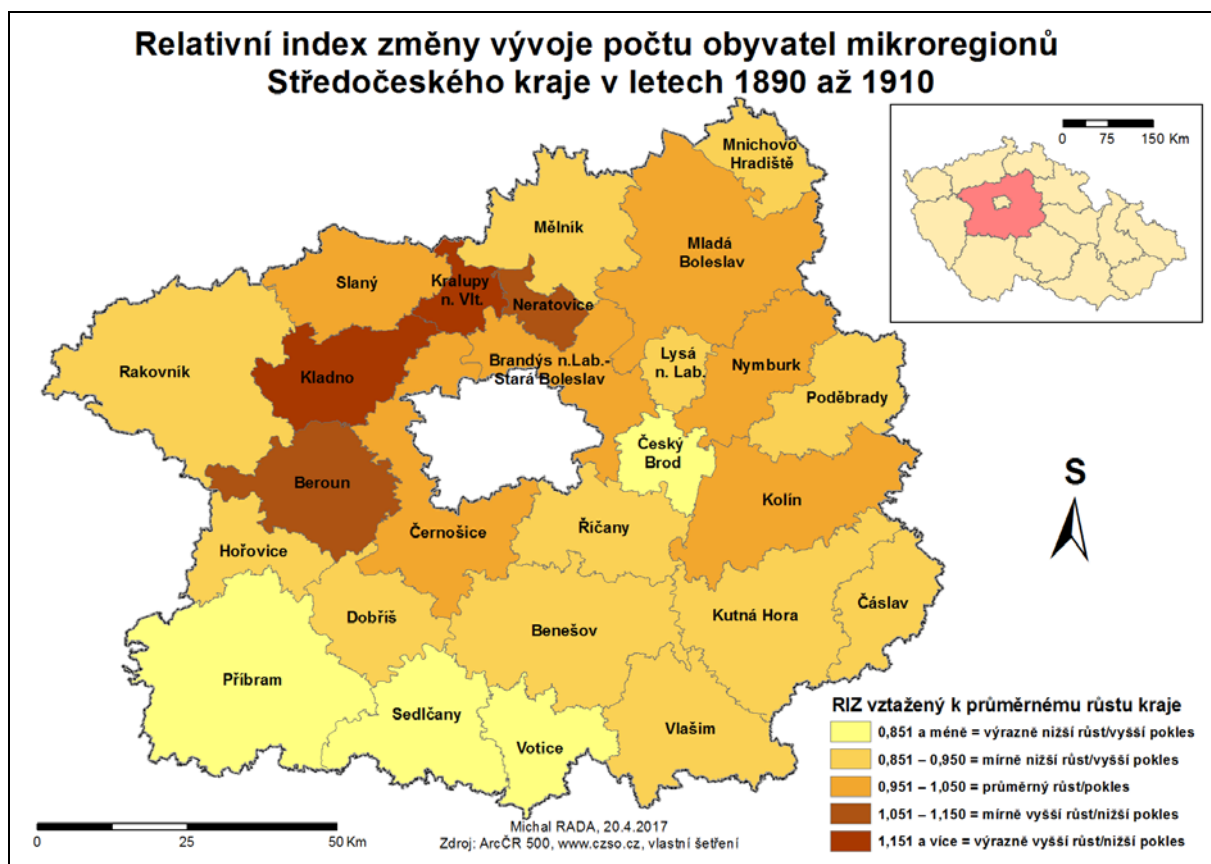 Relativní index změny vývoje počtu obyvatel mikroregionů
Středočeského kraje v letech 1890 až 1910
0 75 150 Km
Mnichovo
Hradiště
Mělník
Mladá
Boleslav
Slaný
Kralupy
n. Vlt.
Neratovice
Rakovník
Kladno
Brandýs n.Lab.-
Stará Boleslav
Lysá
n. Lab.
Nymburk
Poděbrady
Český
Brod
Beroun
Kolín
S
Černošice
Říčany
Hořovice
Dobříš
Benešov
Kutná Hora
Čáslav
Příbram
Sedlčany
Votice
Vlašim
RIZ vztažený k průměrnému růstu kraje
0,851 a méně = výrazně nižší růst/vyšší pokles
0,851 – 0,950 = mírně nižší růst/vyšší pokles
0,951 – 1,050 = průměrný růst/pokles
1,051 – 1,150 = mírně vyšší růst/nižší pokles
1,151 a více = výrazně vyšší růst/nižší pokles
0 25 50 Km
Michal RADA, 20.4.2017
Zdroj: ArcČR 500, www.czso.cz, vlastní šetření